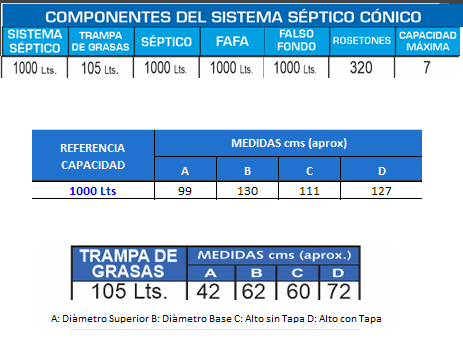 COMPONENTES DEL SISTEMA SÉPTICO CÓNICO
SISTEMA SÉPTICO TRAMPA DE GRASAS SÉPTICO FAFA FALSO FONDO ROSETONES CAPACIDAD MÁXIMA
1000 Lts. 105 Lts. 1000 Lts. 1000 Lts. 1000 Lts. 320 7
REFERENCIA CAPACIDAD MEDIDAS cms (aprox)
A B C D
1000 Lts 99 130 111 127
TRAMPA DE GRASAS MEDIDAS cms (aprox.)
A B C D
105 Lts. 42 62 60 72
A: Diàmetro Superior B: Diàmetro Base C: Alto sin Tapa D: Alto con Tapa